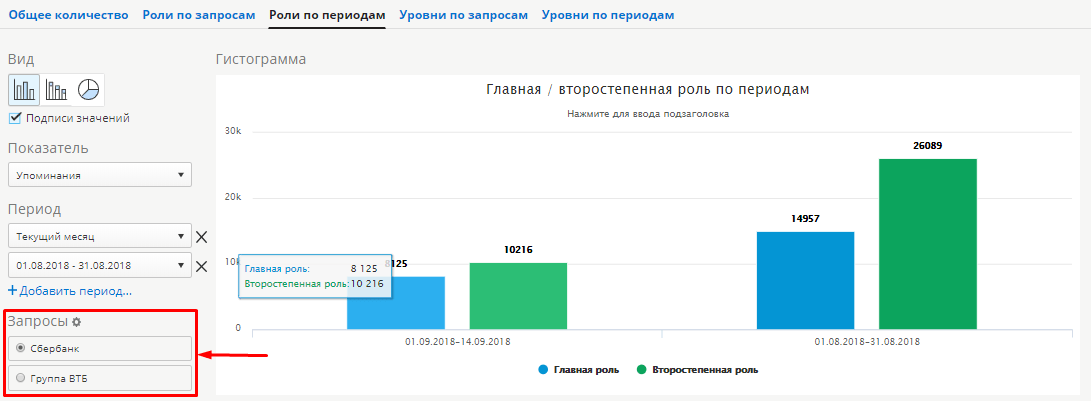 Общее количество Роли по запросам Роли по периодам Уровни по запросам Уровни по периодам
Вид
Подписи значений
Показатель
Упоминания
Период
Текущий месяц
01.08.2018 - 31.08.2018
+ Добавить период...
Запросы
Сбербанк
Группа ВТБ
Гистограмма
Главная / второстепенная роль по периодам
Нажмите для ввода подзаголовка
30k
20k
10k
0
8125
10216
14957
26089
Главная роль: 8 125
Второстепенная роль: 10 216
01.09.2018-14.09.2018 01.08.2018-31.08.2018
Главная роль Второстепенная роль